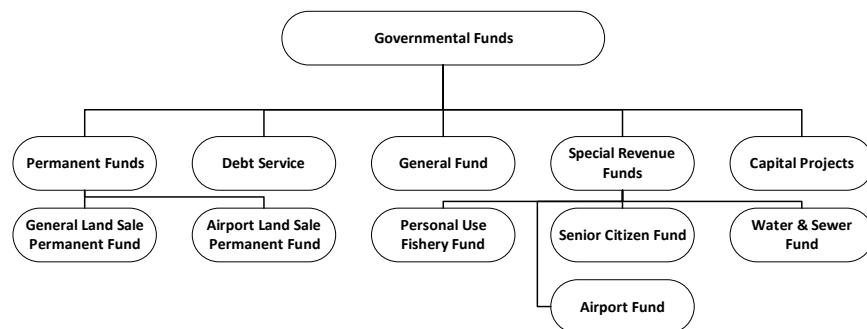 Governmental Funds
Permanent Funds
Debt Service
General Fund
Special Revenue
Funds
Capital Projects
General Land Sale
Permanent Fund
Airport Land Sale
Permanent Fund
Personal Use
Fishery Fund
Senior Citizen Fund
Water & Sewer
Fund
Airport Fund